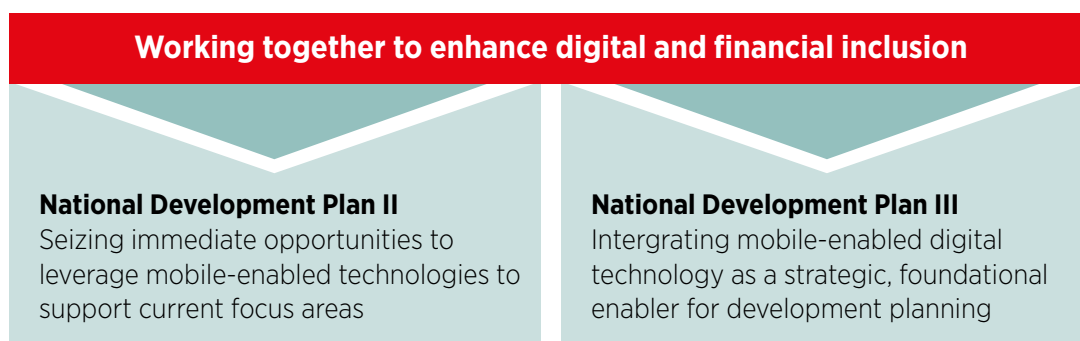 Working together to enhance digital and financial inclusion
National Development Plan II
Seizing immediate opportunities to
leverage mobile-enabled technologies to
support current focus areas
National Development Plan III
Intergrating mobile-enabled digital
technology as a strategic, foundational
enabler for development planning